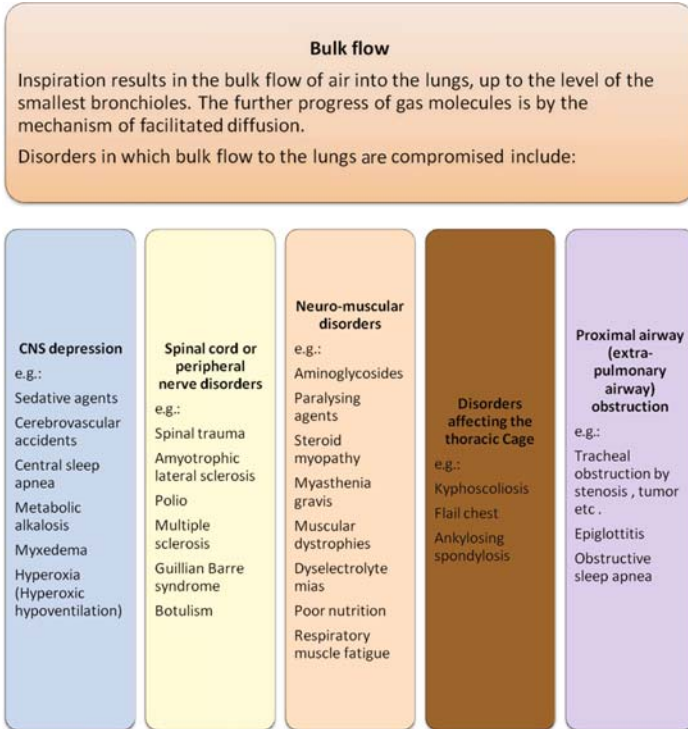 Bulk flow
Inspiration results in the bulk flow of air into the lungs, up to the level of the
smallest bronchioles. The further progress of gas molecules is by the
mechanism of facilitated diffusion.
Disorders in which bulk flow to the lungs are compromised include:
CNS depression
e.g.:
Sedative agents
Cerebrovascular
accidents
Central sleep
apnea
Metabolic
alkalosis
Myxedema
Hyperoxia
(Hyperoxic
hypoventilation)
Spinal cord or
peripheral
nerve disorders
e.g.:
Spinal trauma
Amyotrophic
lateral sclerosis
Polio
Multiple
sclerosis
Guillian Barre
syndrome
Botulism
Neuro-muscular
disorders
e.g.:
Aminoglycosides
Paralysing
agents
Steroid
myopathy
Myasthenia
gravis
Muscular
dystrophies
Dyselectrolyte
mias
Poor nutrition
Respiratory
muscle fatigue
Disorders
affecting the
thoracic Cage
e.g.:
Kyphoscoliosis
Flail chest
Ankylosing
spondylosis
Proximal airway
(extra-
pulmonary
airway)
obstruction
e.g.:
Tracheal
obstruction by
stenosis , tumor
etc .
Epiglottitis
Obstructive
sleep apnea